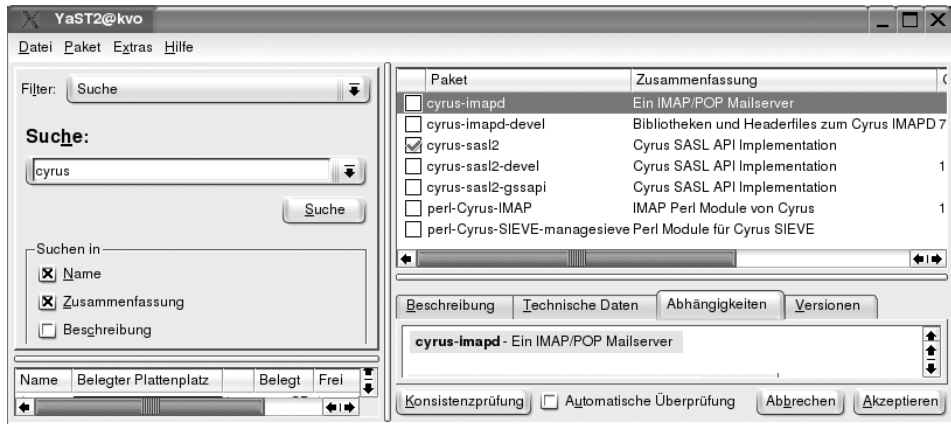 YaST2@kvo
Datei Paket Extras Hilfe
Filter: Suche
Suche:
cyrus
Suche
Suchen in
Name
Zusammenfassung
Beschreibung
Name Belegter Plattenplatz Belegt Frei
Paket Zusammenfassung
cyrus-imapd Ein IMAP/POP Mailserver
cyrus-imapd-devel Bibliotheken und Headerfiles zum Cyrus IMAPD 7
cyrus-sasl2 Cyrus SASL API Implementation
cyrus-sasl2-devel Cyrus SASL API Implementation 1
cyrus-sasl2-gssapi Cyrus SASL API Implementation
perl-Cyrus-IMAP IMAP Perl Module von Cyrus 1
perl-Cyrus-SIEVE-managesieve Perl Module für Cyrus SIEVE
Beschreibung Technische Daten Abhängigkeiten Versionen
cyrus-imapd - Ein IMAP/POP Mailserver
Konsistenzprüfung Automatische Überprüfung Abbrechen Akzeptieren